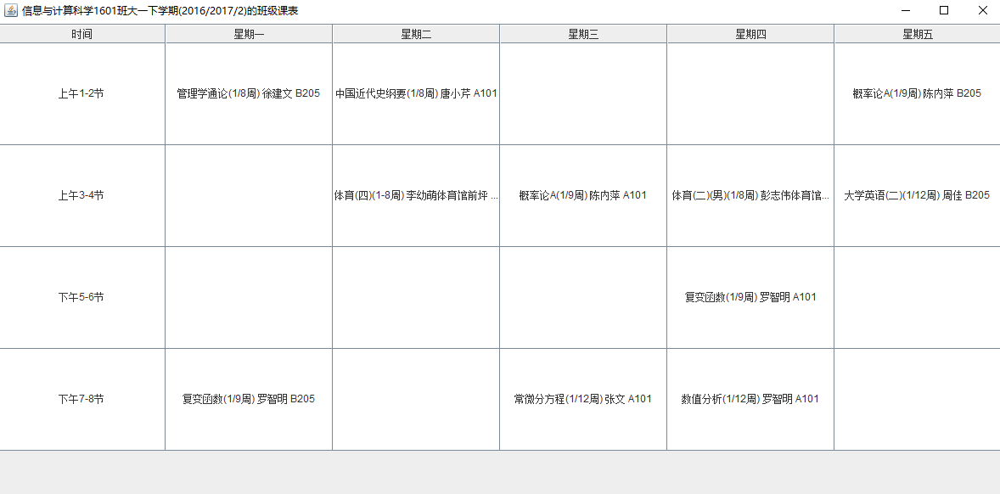 信息与计算科学1601班大一下学期(2016/2017/2)的班级课表
时间 星期一 星期二 星期三 星期四 星期五
上午1-2节 管理学通论(1/8周) 徐建文 B205 中国近代史纲要(1/8周) 唐小芹 A101 概率论A(1/9周) 陈内萍 B205
上午3-4节 体育(四)(1-8周) 李幼萌体育馆前坪 ... 概率论A(1/9周) 陈内萍 A101 体育(二)(男)(1/8周) 彭志伟体育馆... 大学英语(二)(1/12周) 周佳 B205
下午5-6节 复变函数(1/9周) 罗智明 A101
下午7-8节 复变函数(1/9周) 罗智明 B205 常微分方程(1/12周) 张文 A101 数值分析(1/12周) 罗智明 A101